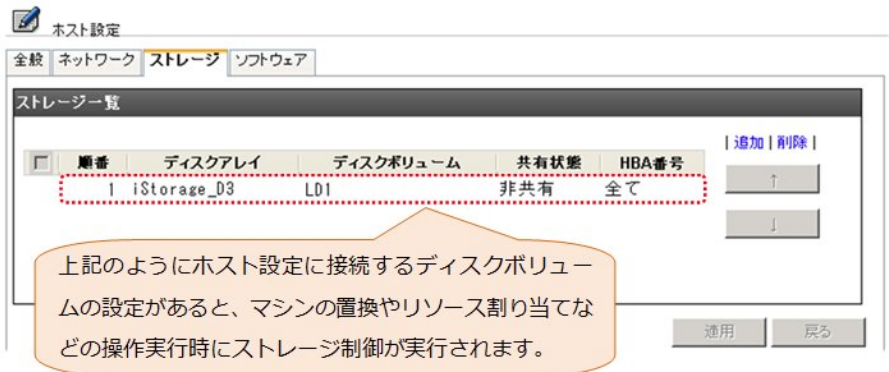 ホスト設定
全般 ネットワーク ストレージ ソフトウェア
ストレージ一覧
| 追加 | 削除 |
順番 ディスクアレイ ディスクボリューム 共有状態 HBA番号
1 iStorage_D3 LD1 非共有 全て
↑
↓
上記のようにホスト設定に接続するディスクボリュー
ムの設定があると、マシンの置換やリソース割り当てな
どの操作実行時にストレージ制御が実行されます。
適用 戻る